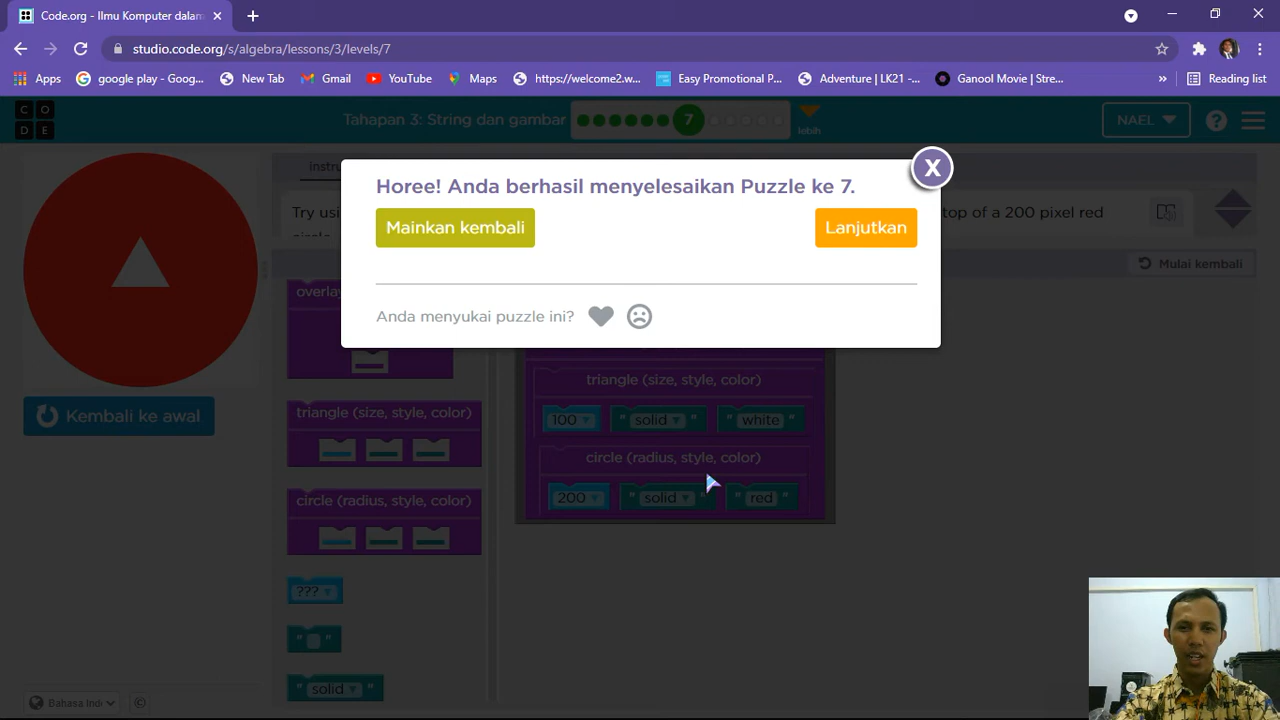 Code.org - Ilmu Komputer dalam
studio.code.org/s/algebra/lessons/3/levels/7
Apps
google play - Goog...
New Tab
Gmail
YouTube
Maps
https://welcome2.w...
Easy Promotional P...
Adventure | LK21 -...
Ganool Movie | Stre...
»
Reading list
C O
D E
Tahapan 3: String dan gambar
7
lebih
NAEL
?
instru
Horee! Anda berhasil menyelesaikan Puzzle ke 7.
X
Try usi
top of a 200 pixel red
Mainkan kembali
Lanjutkan
Mulai kembali
overlay
Anda menyukai puzzle ini?
triangle (size, style, color)
100
" solid "
" white "
Kembali ke awal
triangle (size, style, color)
circle (radius, style, color)
200
" solid "
" red "
circle (radius, style, color)
???
" "
" solid "
Bahasa Ind
©